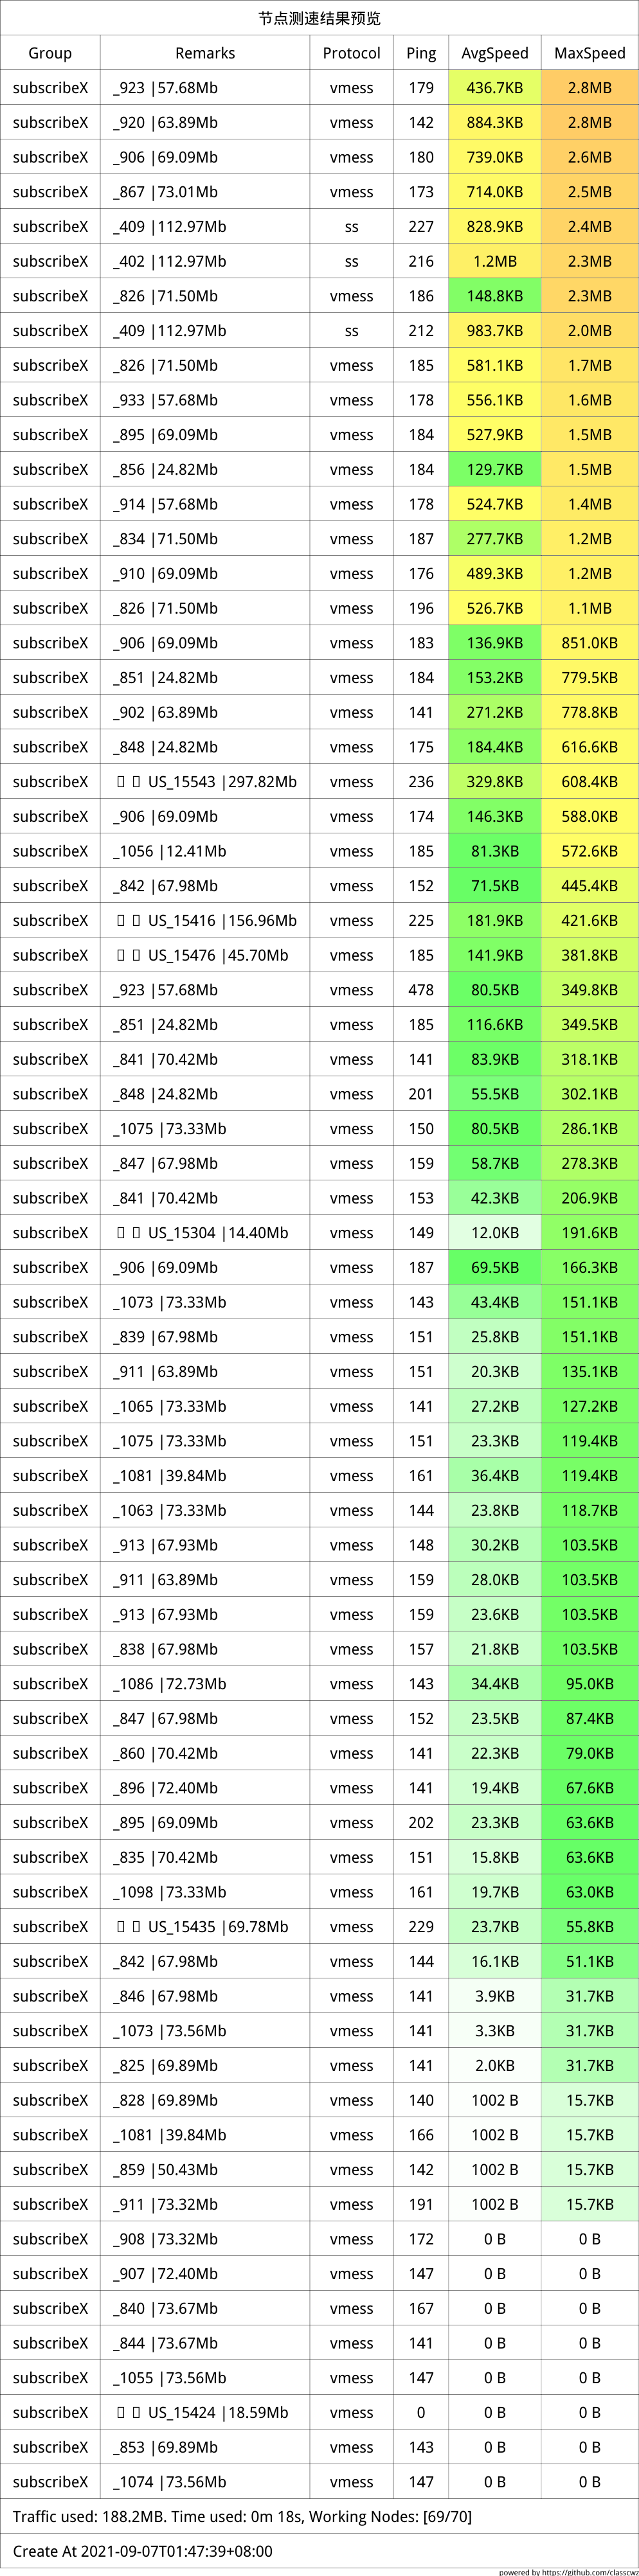 节点测速结果预览
Group Remarks Protocol Ping AvgSpeed MaxSpeed
subscribeX _923 |57.68Mb vmess 179 436.7KB 2.8MB
subscribeX _920 |63.89Mb vmess 142 884.3KB 2.8MB
subscribeX _906 |69.09Mb vmess 180 739.0KB 2.6MB
subscribeX _867 |73.01Mb vmess 173 714.0KB 2.5MB
subscribeX _409 |112.97Mb ss 227 828.9KB 2.4MB
subscribeX _402 |112.97Mb ss 216 1.2MB 2.3MB
subscribeX _826 |71.50Mb vmess 186 148.8KB 2.3MB
subscribeX _409 |112.97Mb ss 212 983.7KB 2.0MB
subscribeX _826 |71.50Mb vmess 185 581.1KB 1.7MB
subscribeX _933 |57.68Mb vmess 178 556.1KB 1.6MB
subscribeX _895 |69.09Mb vmess 184 527.9KB 1.5MB
subscribeX _856 |24.82Mb vmess 184 129.7KB 1.5MB
subscribeX _914 |57.68Mb vmess 178 524.7KB 1.4MB
subscribeX _834 |71.50Mb vmess 187 277.7KB 1.2MB
subscribeX _910 |69.09Mb vmess 176 489.3KB 1.2MB
subscribeX _826 |71.50Mb vmess 196 526.7KB 1.1MB
subscribeX _906 |69.09Mb vmess 183 136.9KB 851.0KB
subscribeX _851 |24.82Mb vmess 184 153.2KB 779.5KB
subscribeX _902 |63.89Mb vmess 141 271.2KB 778.8KB
subscribeX _848 |24.82Mb vmess 175 184.4KB 616.6KB
subscribeX US_15543 |297.82Mb vmess 236 329.8KB 608.4KB
subscribeX _906 |69.09Mb vmess 174 146.3KB 588.0KB
subscribeX _1056 |12.41Mb vmess 185 81.3KB 572.6KB
subscribeX _842 |67.98Mb vmess 152 71.5KB 445.4KB
subscribeX US_15416 |156.96Mb vmess 225 181.9KB 421.6KB
subscribeX US_15476 |45.70Mb vmess 185 141.9KB 381.8KB
subscribeX _923 |57.68Mb vmess 478 80.5KB 349.8KB
subscribeX _851 |24.82Mb vmess 185 116.6KB 349.5KB
subscribeX _841 |70.42Mb vmess 141 83.9KB 318.1KB
subscribeX _848 |24.82Mb vmess 201 55.5KB 302.1KB
subscribeX _1075 |73.33Mb vmess 150 80.5KB 286.1KB
subscribeX _847 |67.98Mb vmess 159 58.7KB 278.3KB
subscribeX _841 |70.42Mb vmess 153 42.3KB 206.9KB
subscribeX US_15304 |14.40Mb vmess 149 12.0KB 191.6KB
subscribeX _906 |69.09Mb vmess 187 69.5KB 166.3KB
subscribeX _1073 |73.33Mb vmess 143 43.4KB 151.1KB
subscribeX _839 |67.98Mb vmess 151 25.8KB 151.1KB
subscribeX _911 |63.89Mb vmess 151 20.3KB 135.1KB
subscribeX _1065 |73.33Mb vmess 141 27.2KB 127.2KB
subscribeX _1075 |73.33Mb vmess 151 23.3KB 119.4KB
subscribeX _1081 |39.84Mb vmess 161 36.4KB 119.4KB
subscribeX _1063 |73.33Mb vmess 144 23.8KB 118.7KB
subscribeX _913 |67.93Mb vmess 148 30.2KB 103.5KB
subscribeX _911 |63.89Mb vmess 159 28.0KB 103.5KB
subscribeX _913 |67.93Mb vmess 159 23.6KB 103.5KB
subscribeX _838 |67.98Mb vmess 157 21.8KB 103.5KB
subscribeX _1086 |72.73Mb vmess 143 34.4KB 95.0KB
subscribeX _847 |67.98Mb vmess 152 23.5KB 87.4KB
subscribeX _860 |70.42Mb vmess 141 22.3KB 79.0KB
subscribeX _896 |72.40Mb vmess 141 19.4KB 67.6KB
subscribeX _895 |69.09Mb vmess 202 23.3KB 63.6KB
subscribeX _835 |70.42Mb vmess 151 15.8KB 63.6KB
subscribeX _1098 |73.33Mb vmess 161 19.7KB 63.0KB
subscribeX US_15435 |69.78Mb vmess 229 23.7KB 55.8KB
subscribeX _842 |67.98Mb vmess 144 16.1KB 51.1KB
subscribeX _846 |67.98Mb vmess 141 3.9KB 31.7KB
subscribeX _1073 |73.56Mb vmess 141 3.3KB 31.7KB
subscribeX _825 |69.89Mb vmess 141 2.0KB 31.7KB
subscribeX _828 |69.89Mb vmess 140 1002 B 15.7KB
subscribeX _1081 |39.84Mb vmess 166 1002 B 15.7KB
subscribeX _859 |50.43Mb vmess 142 1002 B 15.7KB
subscribeX _911 |73.32Mb vmess 191 1002 B 15.7KB
subscribeX _908 |73.32Mb vmess 172 0 B 0 B
subscribeX _907 |72.40Mb vmess 147 0 B 0 B
subscribeX _840 |73.67Mb vmess 167 0 B 0 B
subscribeX _844 |73.67Mb vmess 141 0 B 0 B
subscribeX _1055 |73.56Mb vmess 147 0 B 0 B
subscribeX US_15424 |18.59Mb vmess 0 0 B 0 B
subscribeX _853 |69.89Mb vmess 143 0 B 0 B
subscribeX _1074 |73.56Mb vmess 147 0 B 0 B
Traffic used: 188.2MB. Time used: 0m 18s, Working Nodes: [69/70]
Create At 2021-09-07T01:47:39+08:00
powered by https://github.com/classcwz